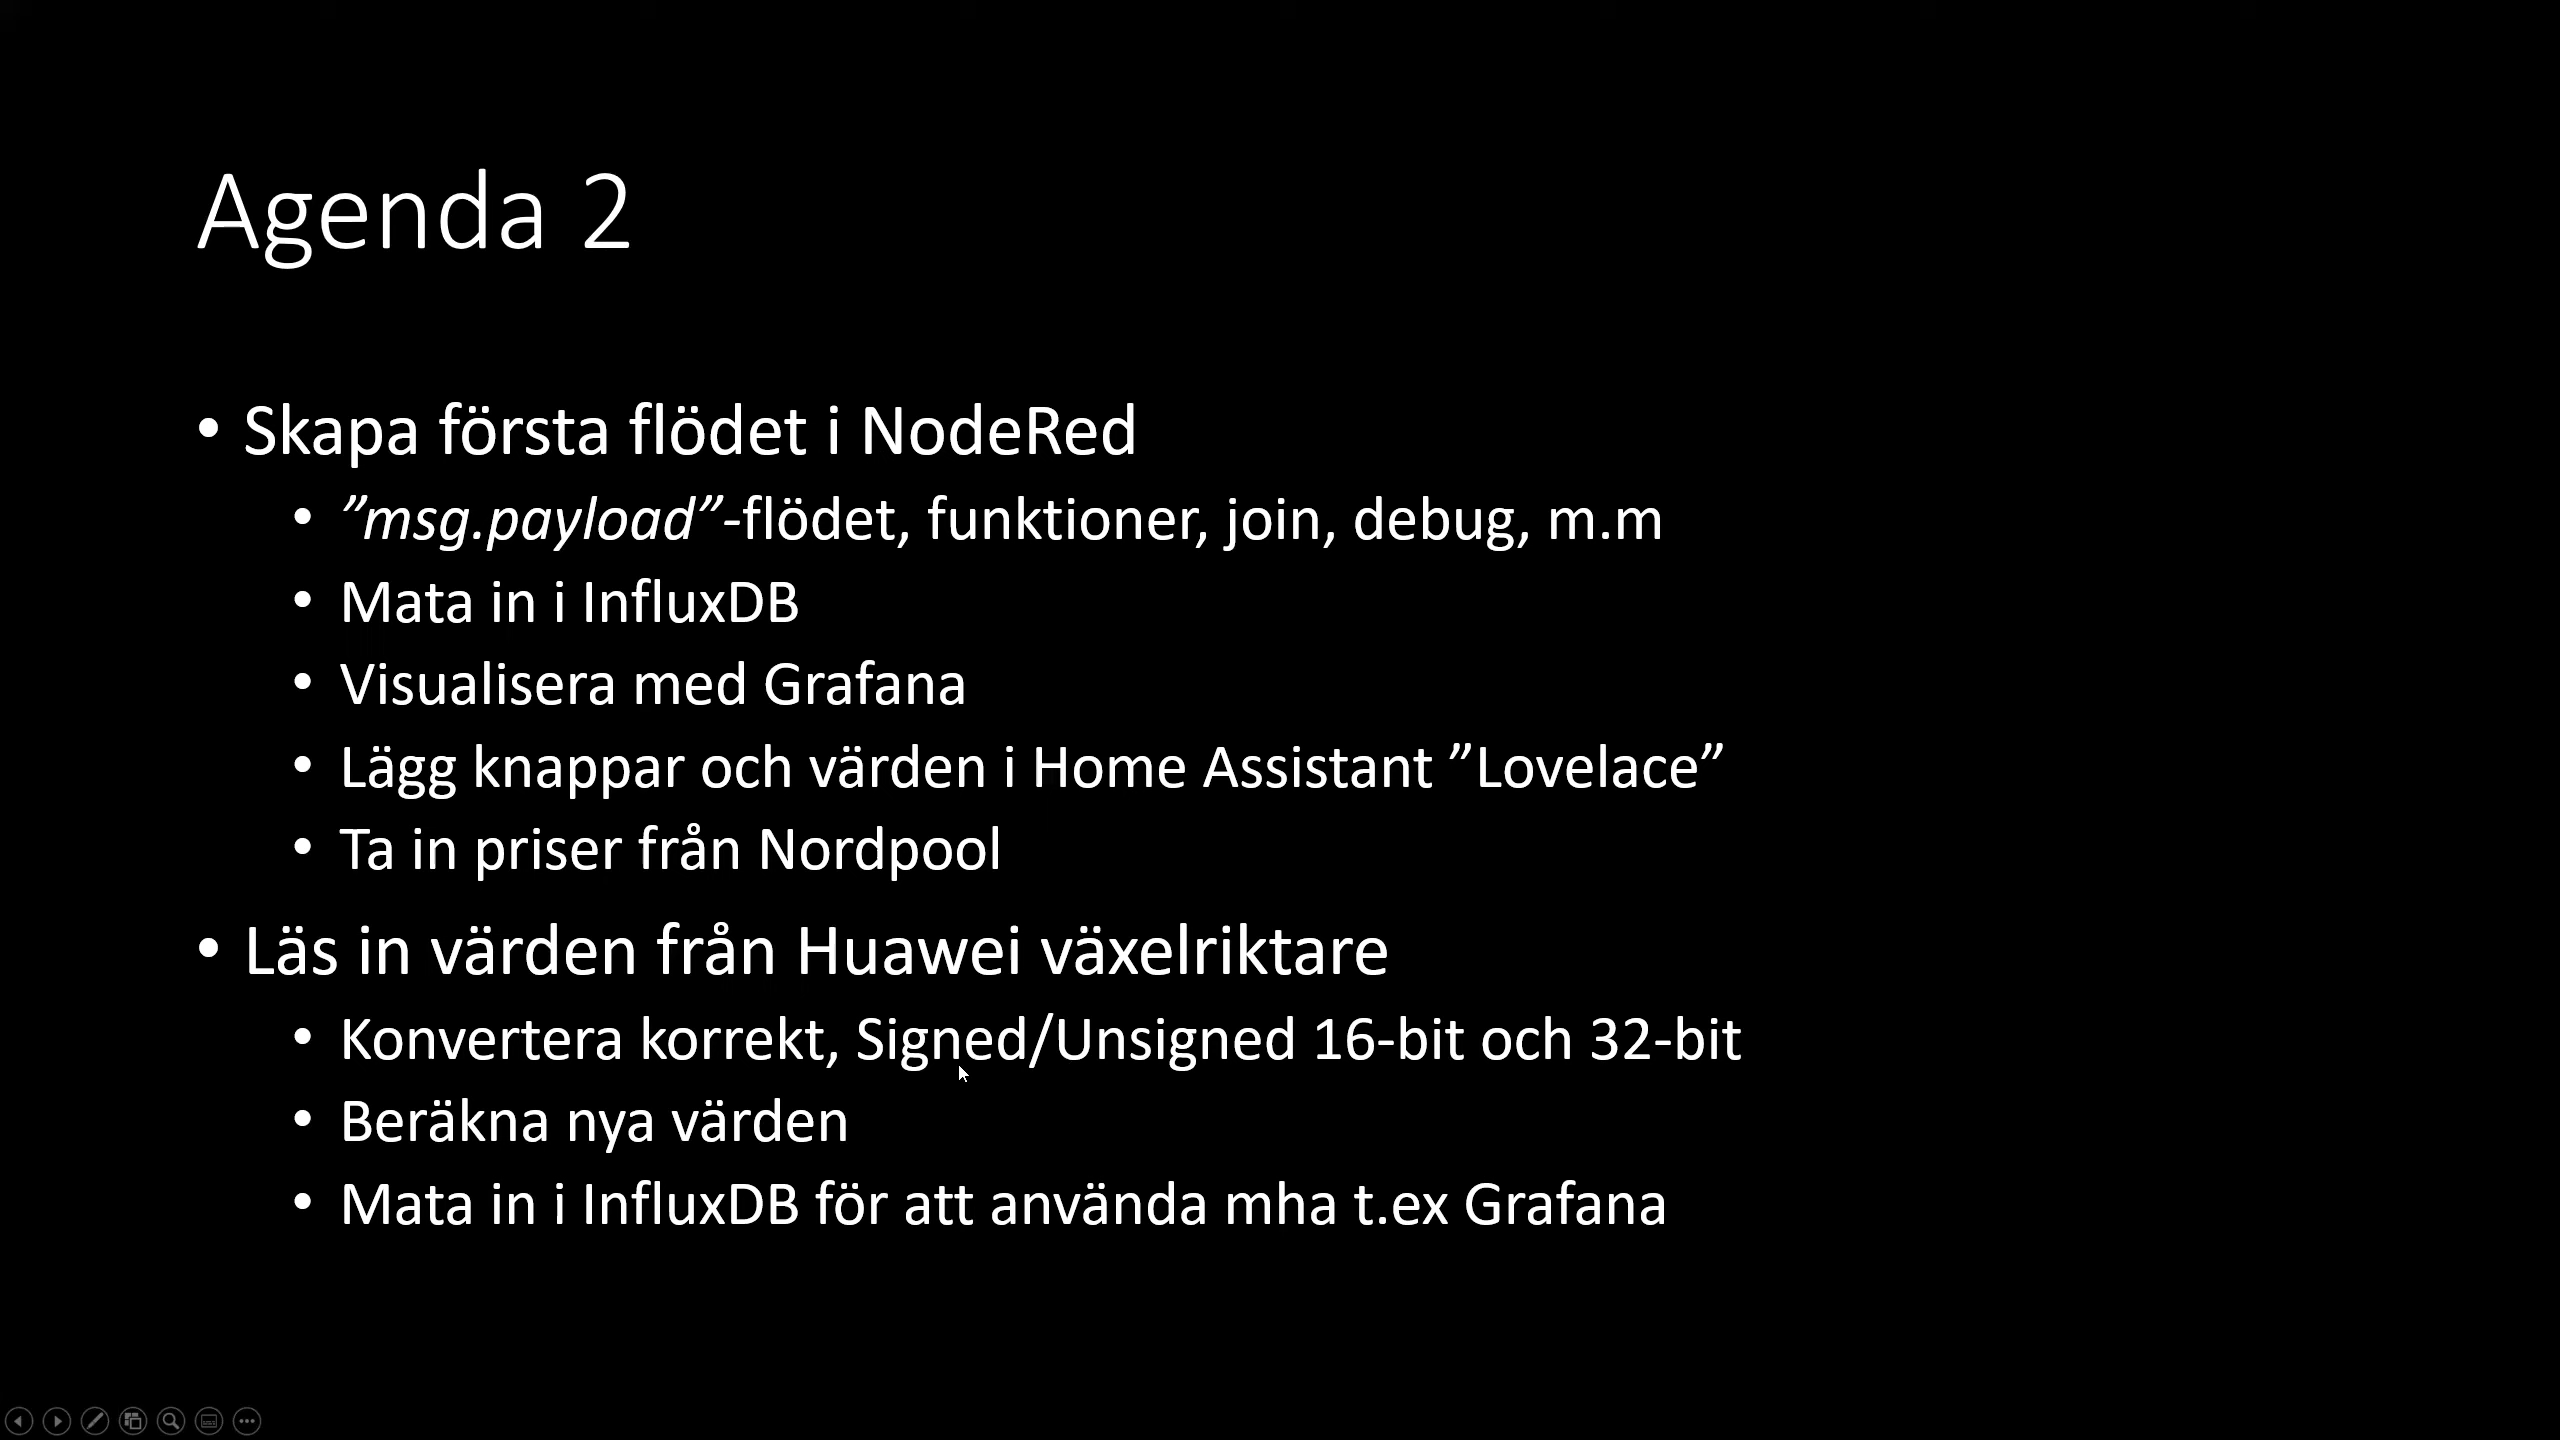 Agenda 2
• Skapa första flödet i NodeRed
• ”msg.payload”-flödet, funktioner, join, debug, m.m
• Mata in i InfluxDB
• Visualisera med Grafana
• Lägg knappar och värden i Home Assistant ”Lovelace”
• Ta in priser från Nordpool
• Läs in värden från Huawei växelriktare
• Konvertera korrekt, Signed/Unsigned 16-bit och 32-bit
• Beräkna nya värden
• Mata in i InfluxDB för att använda mha t.ex Grafana